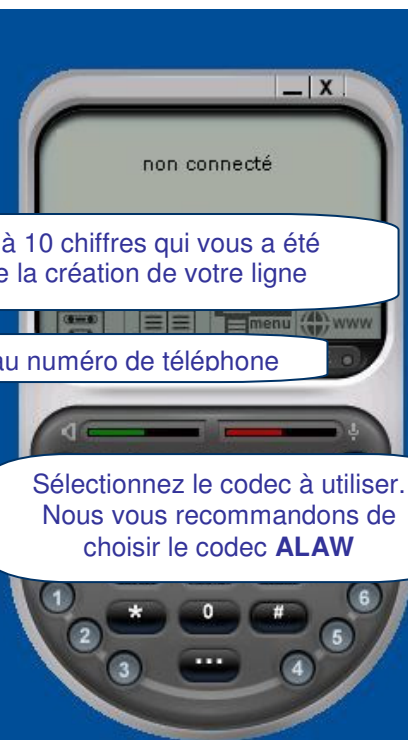 _ X
non connecté
à 10 chiffres qui vous a été
e la création de votre ligne
menu www
au numéro de téléphone
Sélectionnez le codec à utiliser.
Nous vous recommandons de
choisir le codec ALAW
1 6
* 0 #
2 5
3 ... 4